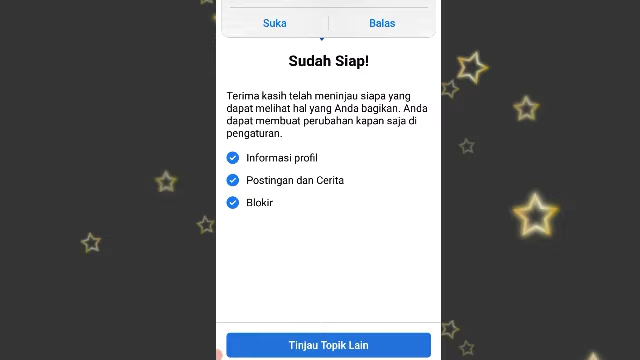 Suka
Balas
Sudah Siap!
Terima kasih telah meninjau siapa yang
dapat melihat hal yang Anda bagikan. Anda
dapat membuat perubahan kapan saja di
pengaturan.
Informasi profil
Postingan dan Cerita
Blokir
Tinjau Topik Lain